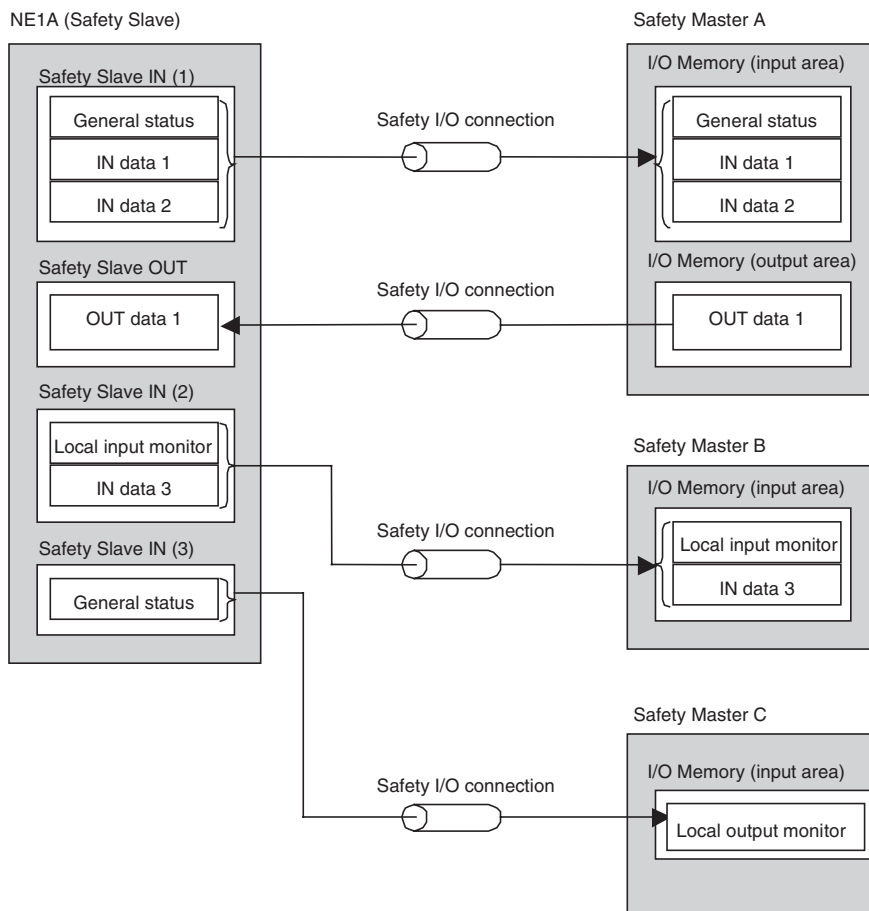 NE1A (Safety Slave)
Safety Slave IN (1)
General status
IN data 1
IN data 2
Safety Slave OUT
OUT data 1
Safety Slave IN (2)
Local input monitor
IN data 3
Safety Slave IN (3)
General status
Safety I/O connection
Safety I/O connection
Safety I/O connection
Safety I/O connection
Safety Master A
I/O Memory (input area)
General status
IN data 1
IN data 2
I/O Memory (output area)
OUT data 1
Safety Master B
I/O Memory (input area)
Local input monitor
IN data 3
Safety Master C
I/O Memory (input area)
Local output monitor